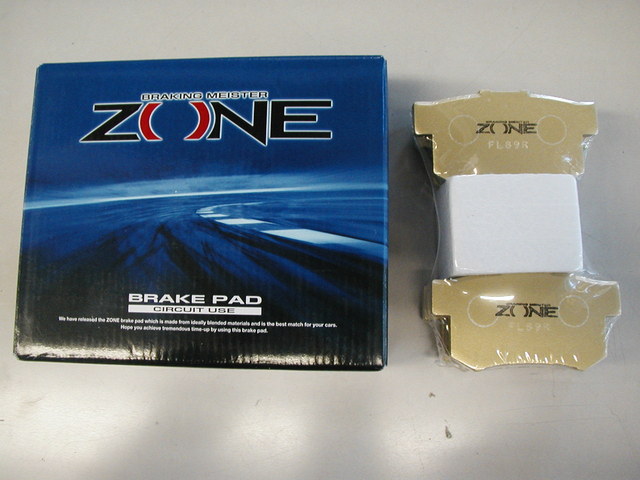 BRAKING MEISTER
ZONE
BRAKE PAD
CIRCUIT USE
We have released the ZONE brake pad which is made from ideally blended materials and is the best match for your cars.
Hope you achieve tremendous time-up by using this brake pad.
BRAKING MEISTER
ZONE
FL89R
ZONE